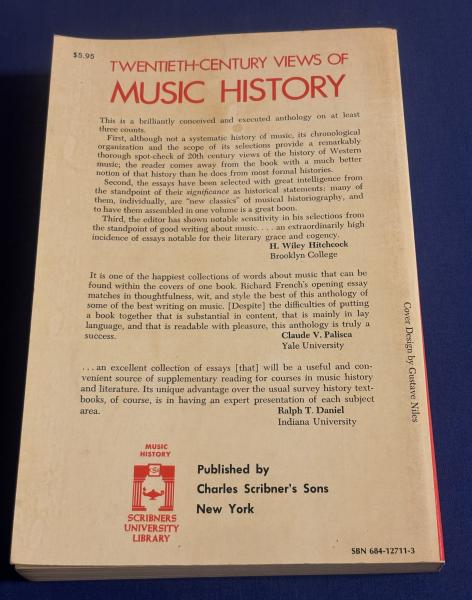 $5.95
TWENTIETH-CENTURY VIEWS OF
MUSIC HISTORY
This is a brilliantly conceived and executed anthology on at least
three counts.
First, although not a systematic history of music, its chronological
organization and the scope of its selections provide a remarkably
thorough spot-check of 20th century views of the history of Western
music; the reader comes away from the book with a much better
notion of that history than he does from most formal histories.
Second, the essays have been selected with great intelligence from
the standpoint of their significance as historical statements: many of
them, individually, are "new classics" of musical historiography, and
to have them assembled in one volume is a great boon.
Third, the editor has shown notable sensitivity in his selections from
the standpoint of good writing about music. . . . an extraordinarily high
incidence of essays notable for their literary grace and cogency.
H. Wiley Hitchcock
Brooklyn College
It is one of the happiest collections of words about music that can be
found within the covers of one book. Richard French's opening essay
matches in thoughtfulness, wit, and style the best of this anthology of
some of the best writing on music. [Despite] the difficulties of putting
a book together that is substantial in content, that is mainly in lay
language, and that is readable with pleasure, this anthology is truly a
success.
Claude V. Palisca
Yale University
. . . an excellent collection of essays [that] will be a useful and con-
venient source of supplementary reading for courses in music history
and literature. Its unique advantage over the usual survey history text-
books, of course, is in having an expert presentation of each subject
area.
Ralph T. Daniel
Indiana University
Cover Design by Gustave Niles
MUSIC
HISTORY
CSS
SCRIBNERS
UNIVERSITY
LIBRARY
Published by
Charles Scribner's Sons
New York
SBN 684-12711-3